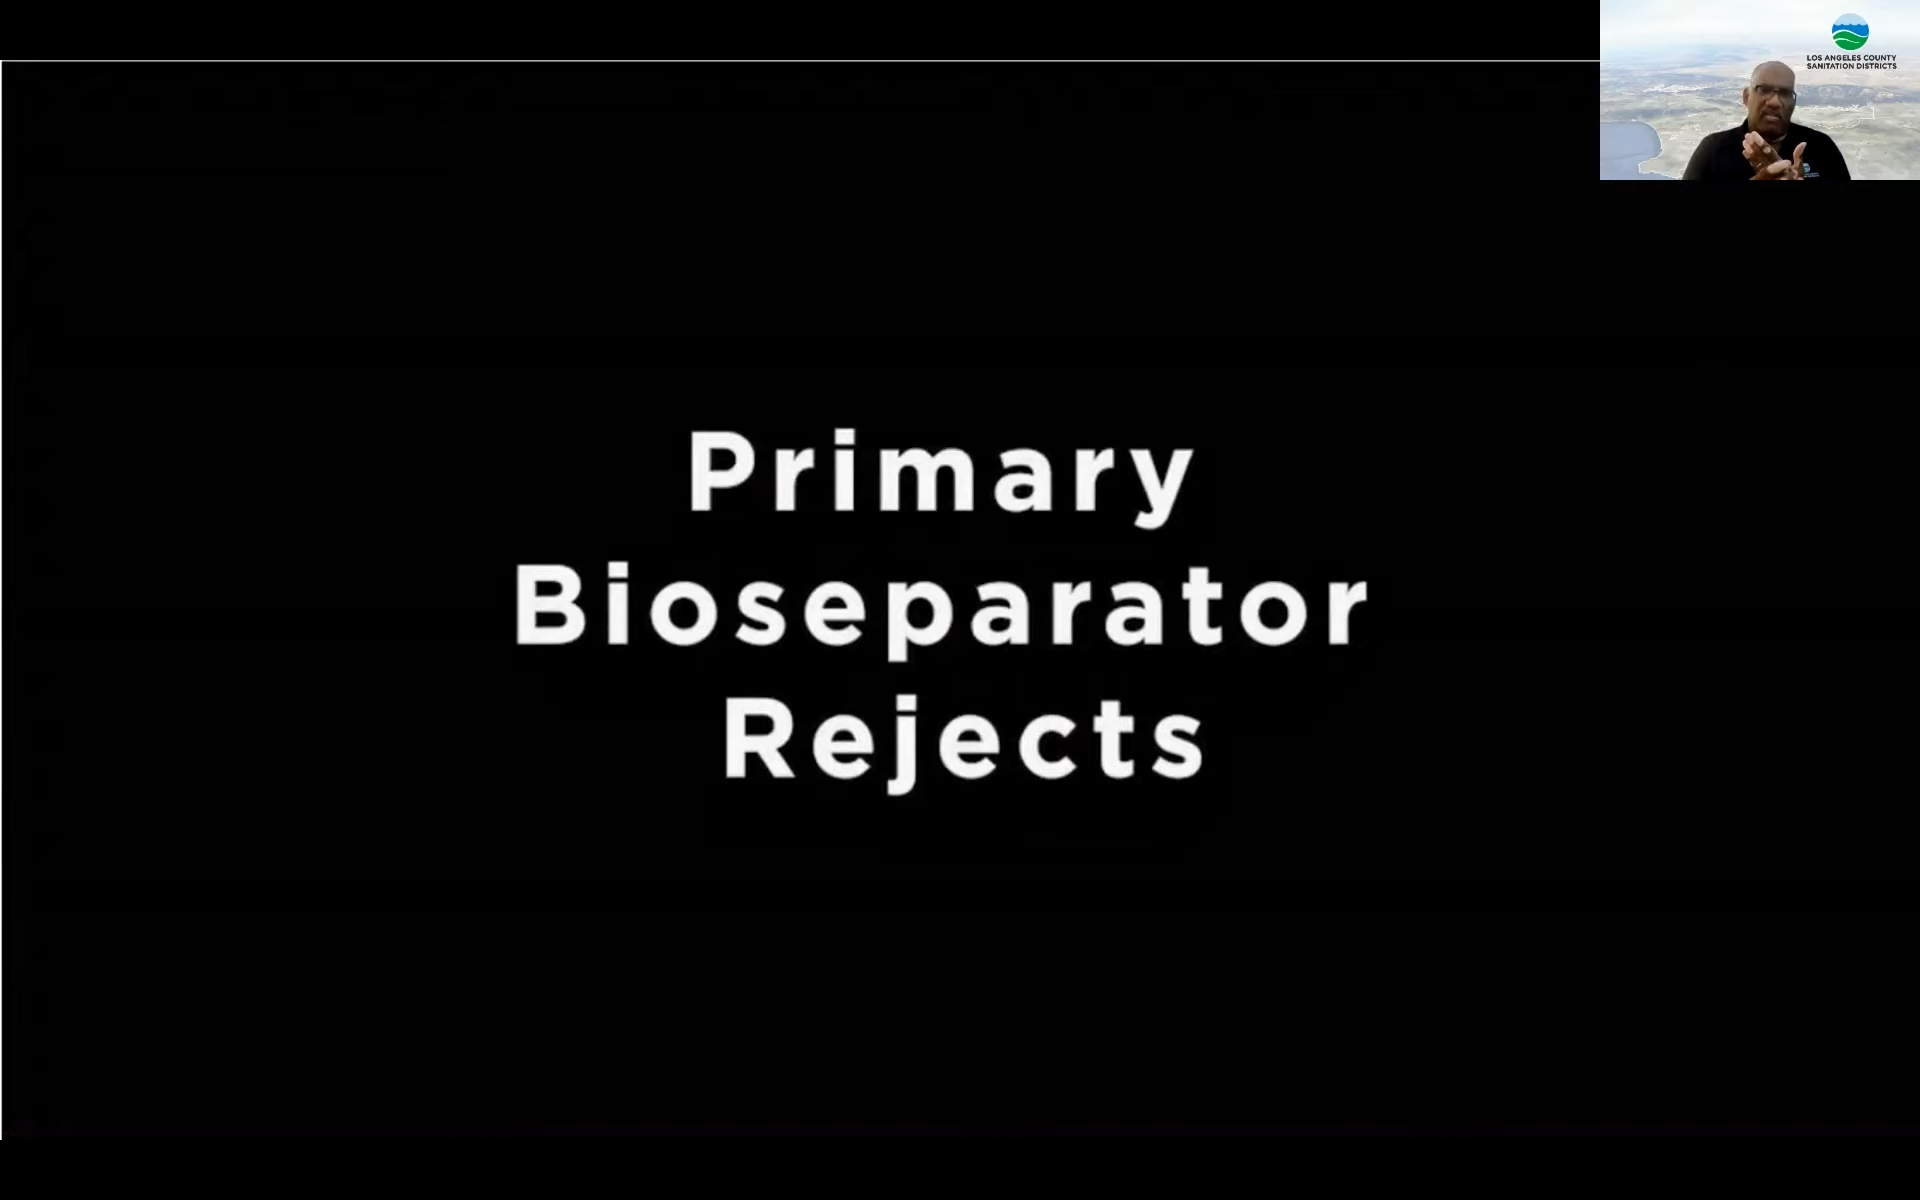 LOS ANGELES COUNTY
SANITATION DISTRICTS
Primary
Bioseparator
Rejects